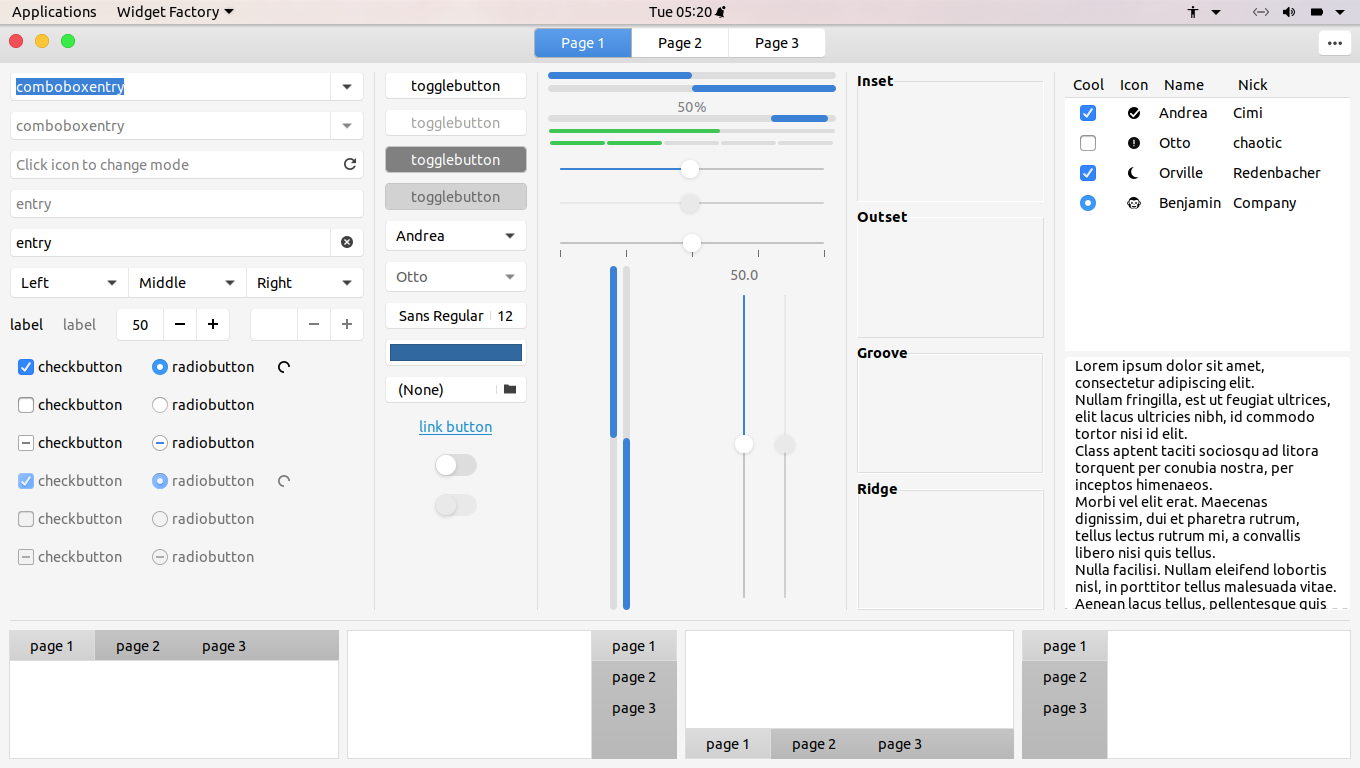 Applications Widget Factory Tue 05:20
Page 1 Page 2 Page 3
comboboxentry
comboboxentry
Click icon to change mode
entry
entry
Left Middle Right
label label 50
checkbutton radiobutton
checkbutton radiobutton
checkbutton radiobutton
checkbutton radiobutton
checkbutton radiobutton
checkbutton radiobutton
togglebutton
togglebutton
togglebutton
togglebutton
Andrea
Otto
Sans Regular 12
(None)
link button
50%
50.0
Inset
Outset
Groove
Ridge
Cool Icon Name Nick
Andrea Cimi
Otto chaotic
Orville Redenbacher
Benjamin Company
Lorem ipsum dolor sit amet,
consectetur adipiscing elit.
Nullam fringilla, est ut feugiat ultrices,
elit lacus ultricies nibh, id commodo
tortor nisi id elit.
Class aptent taciti sociosqu ad litora
torquent per conubia nostra, per
inceptos himenaeos.
Morbi vel elit erat. Maecenas
dignissim, dui et pharetra rutrum,
tellus lectus rutrum mi, a convallis
libero nisi quis tellus.
Nulla facilisi. Nullam eleifend lobortis
nisl, in porttitor tellus malesuada vitae.
Aenean lacus tellus, pellentesque quis
page 1 page 2 page 3
page 1
page 2
page 3
page 1 page 2 page 3
page 1
page 2
page 3